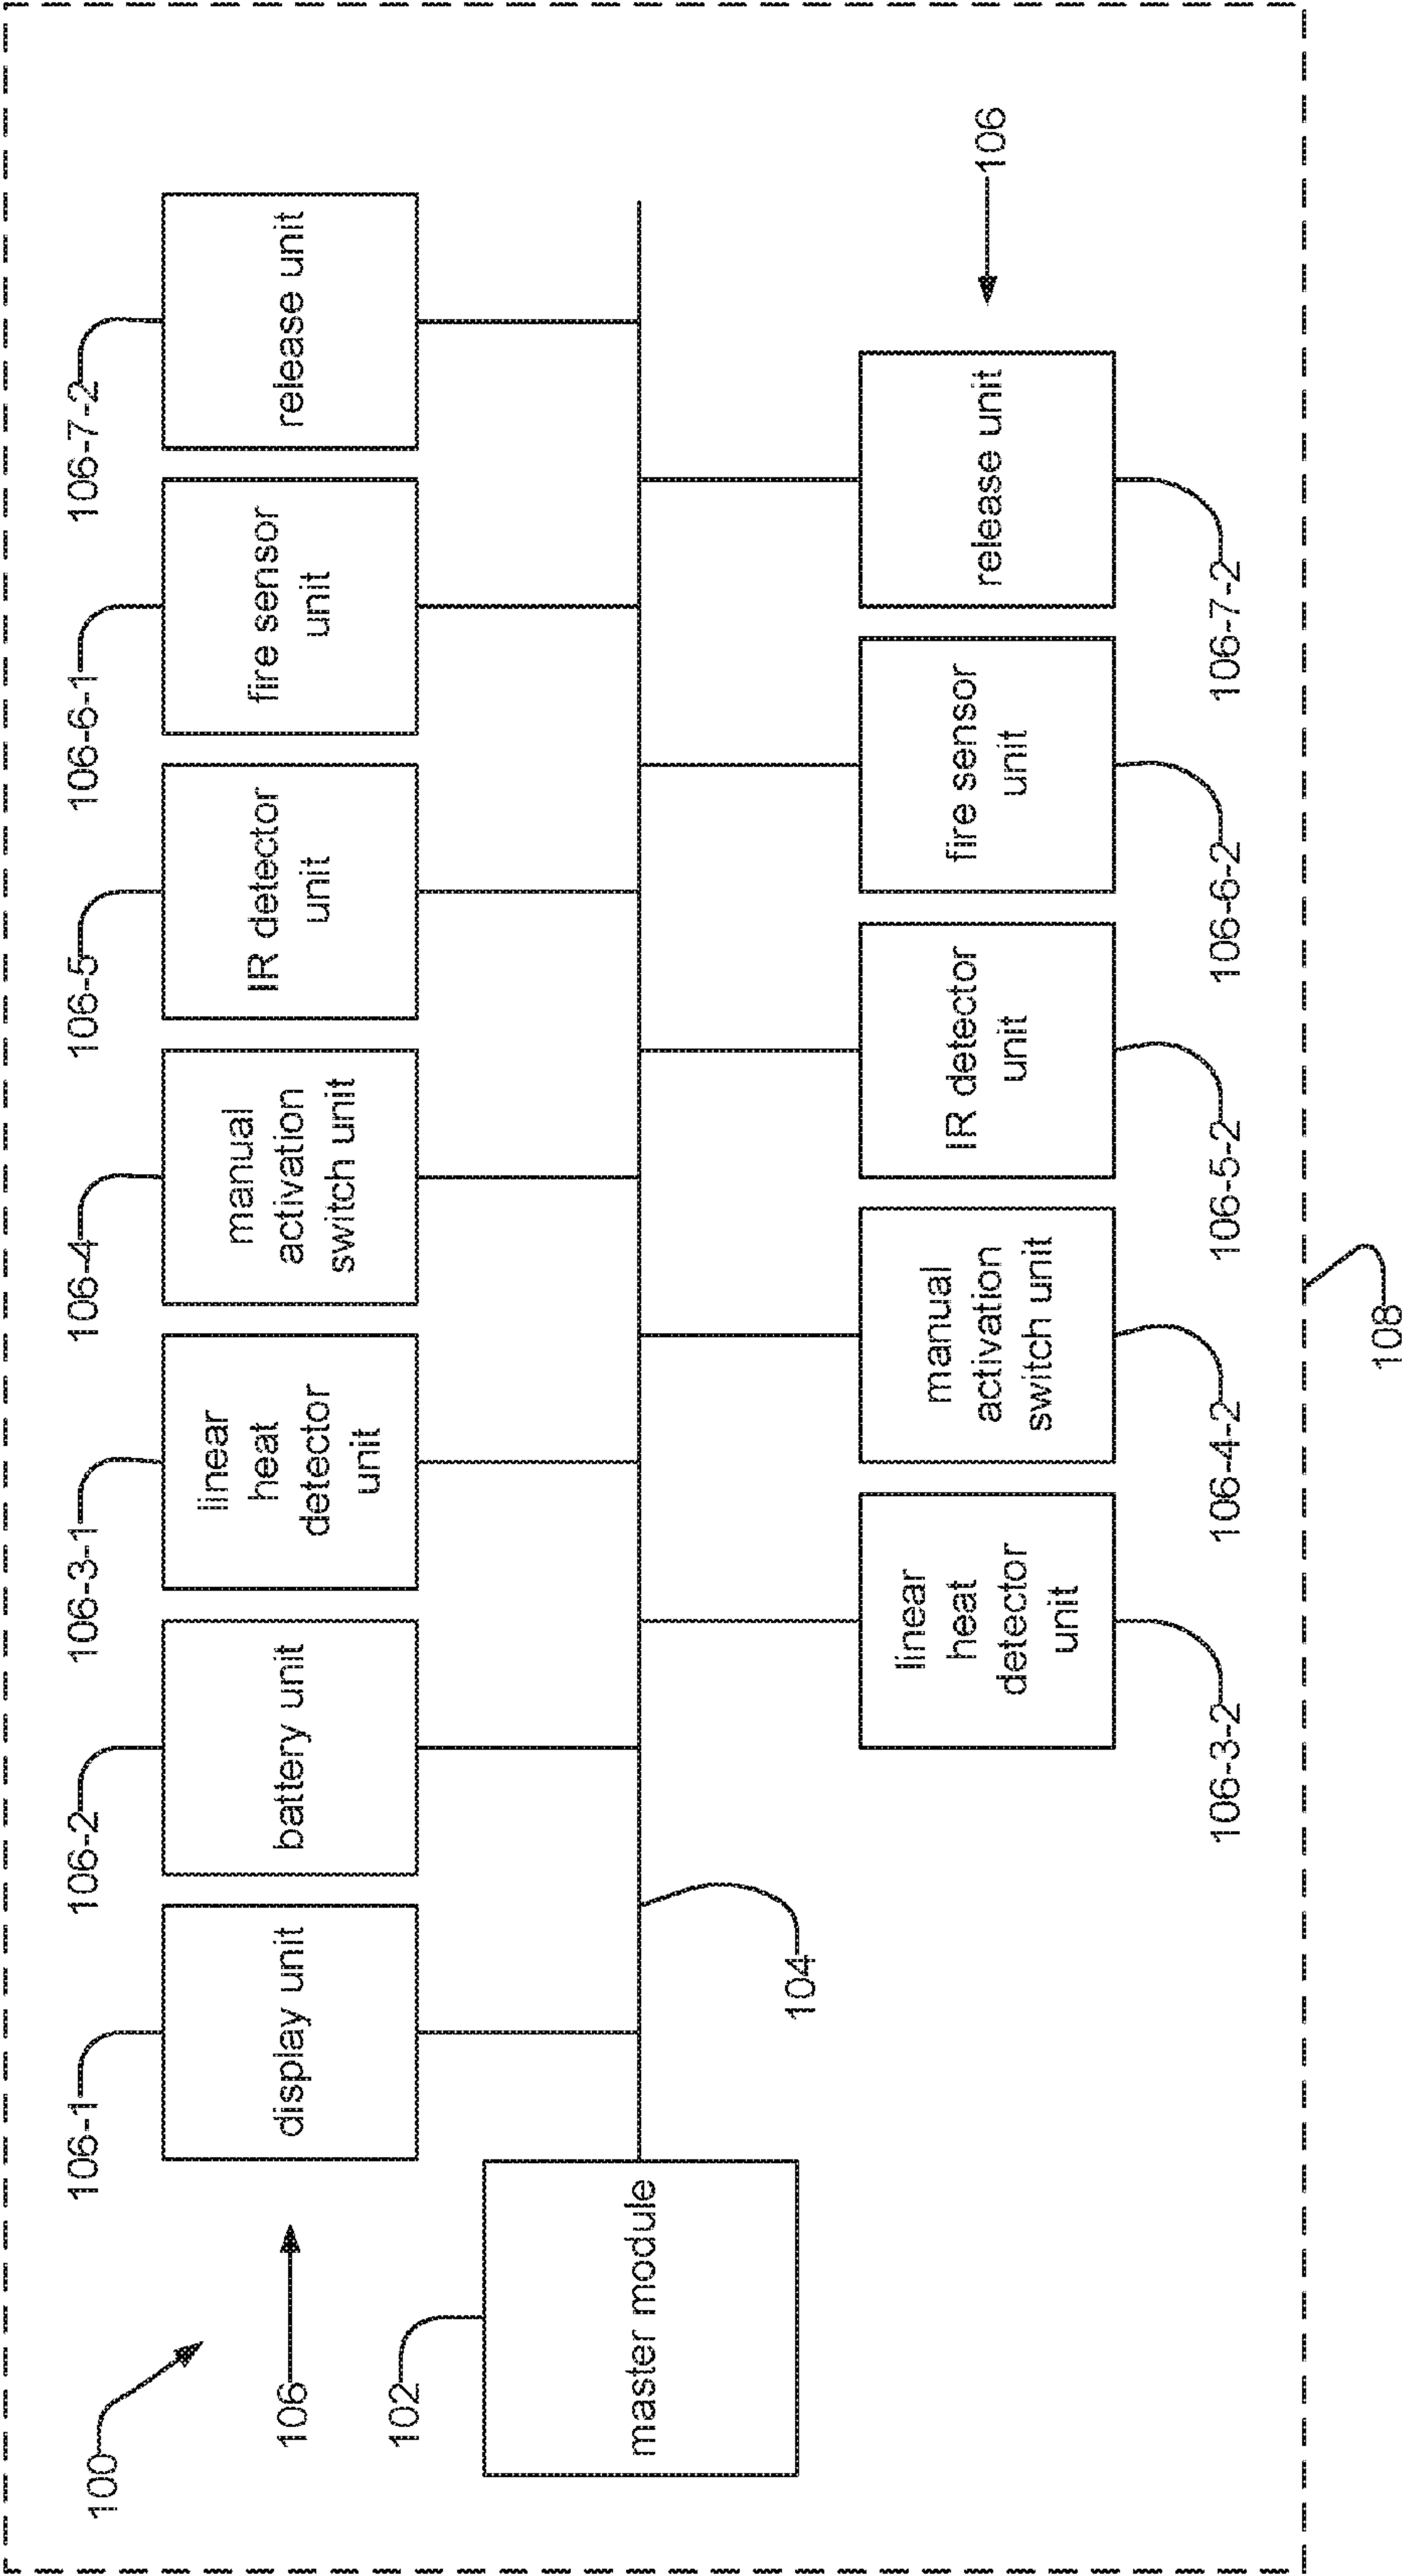 100
106
102
master module
106-1
display unit
106-2
battery unit
106-3-1
linear
heat
detector
unit
106-4
manual
activation
switch unit
106-5
IR detector
unit
106-6-1
fire sensor
unit
106-7-2
release unit
104
linear
heat
detector
unit
106-3-2
manual
activation
switch unit
106-4-2
IR detector
unit
106-5-2
fire sensor
unit
106-6-2
release unit
106-7-2
106
108